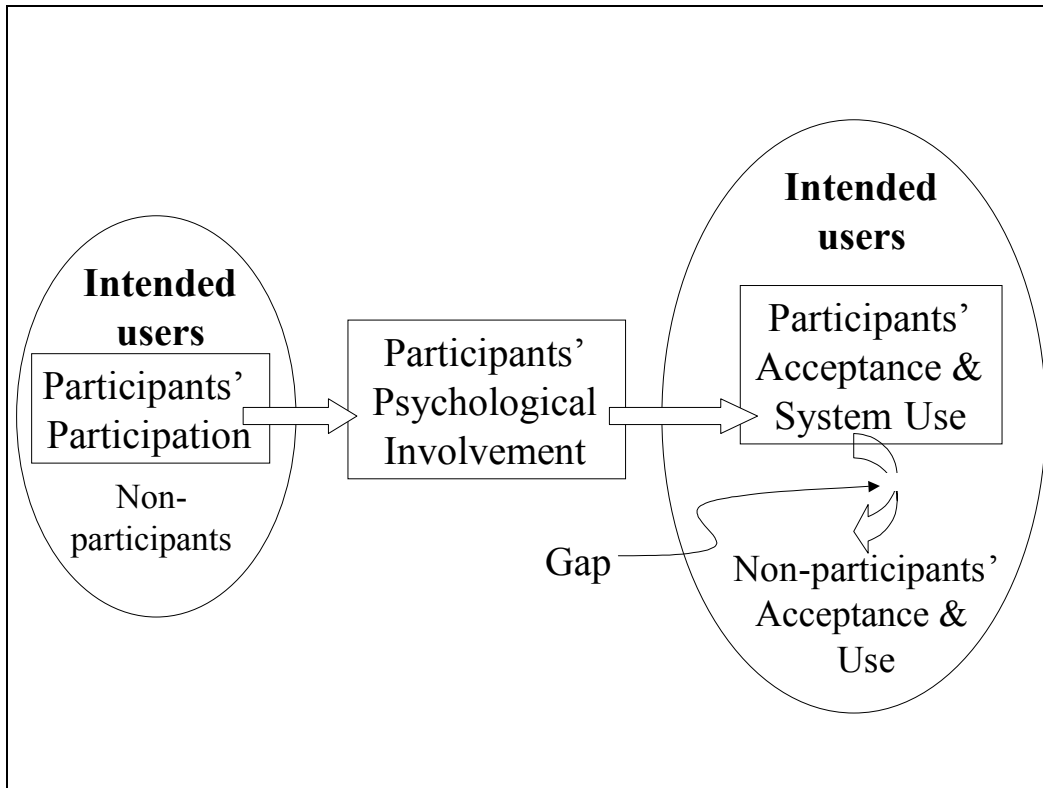 Intended
users
Participants’
Participation
Non-
participants
Participants’
Psychological
Involvement
Gap
Intended
users
Participants’
Acceptance &
System Use
Non-participants’
Acceptance &
Use